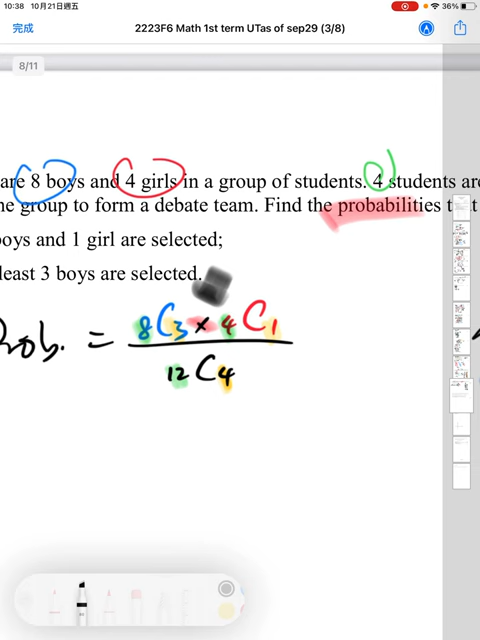 10:38 10月21日週五 36%
完成 2223F6 Math 1st term UTas of sep29 (3/8)
8/11
are 8 boys and 4 girls in a group of students. 4 students are
group to form a debate team. Find the probabilities
and 1 girl are selected;
least 3 boys are selected.
= 8C3 × 4C1
12C4